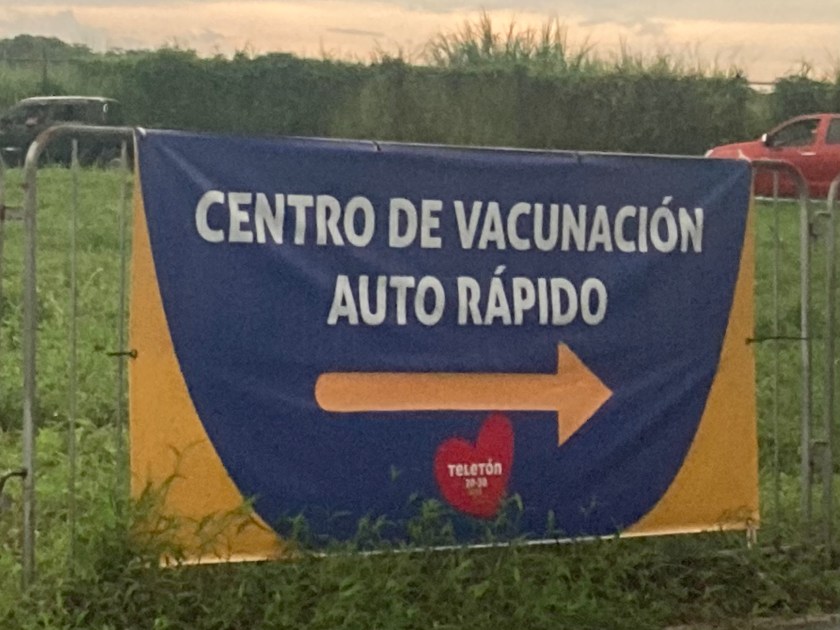 CENTRO DE VACUNACIÓN
AUTO RÁPIDO
TELETÓN
20-30